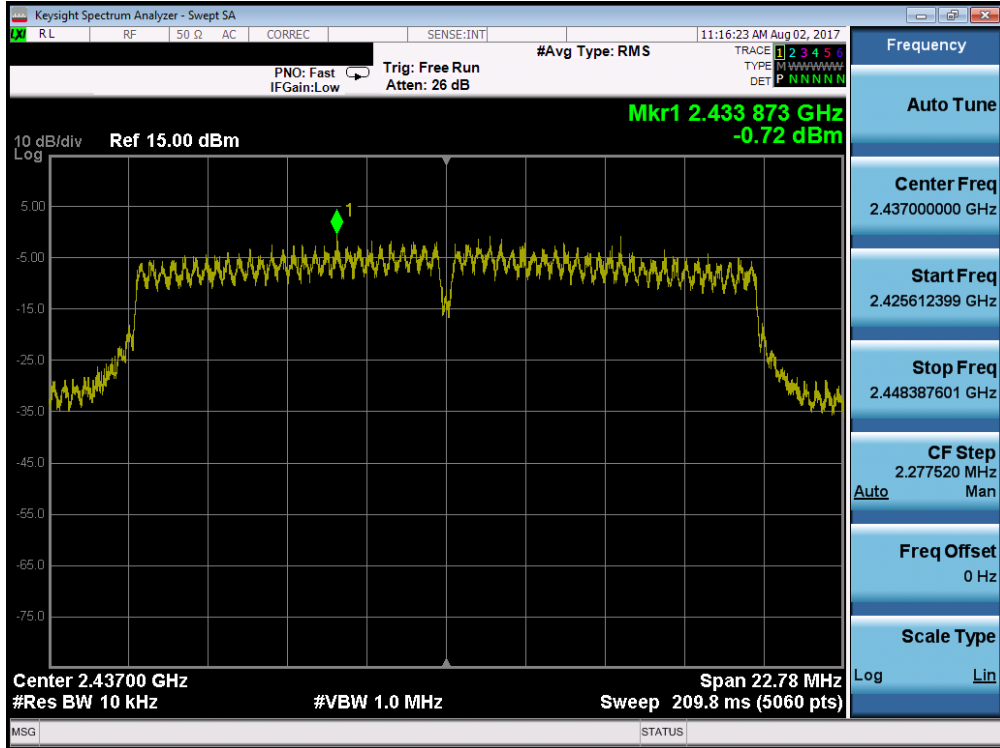 Keysight Spectrum Analyzer - Swept SA
LXI RL RF 50 Ω AC CORREC SENSE:INT 11:16:23 AM Aug 02, 2017
#Avg Type: RMS
TRACE 1 2 3 4 5 6
TYPE M WWWWW
DET P N N N N N
PNO: Fast
IFGain:Low
Trig: Free Run
Atten: 26 dB
Mkr1 2.433 873 GHz
-0.72 dBm
10 dB/div Ref 15.00 dBm
Log
1
5.00
-5.00
-15.0
-25.0
-35.0
-45.0
-55.0
-65.0
-75.0
Center 2.43700 GHz
Span 22.78 MHz
#Res BW 10 kHz
#VBW 1.0 MHz
Sweep 209.8 ms (5060 pts)
MSG
STATUS
Frequency
Auto Tune
Center Freq
2.437000000 GHz
Start Freq
2.425612399 GHz
Stop Freq
2.448387601 GHz
CF Step
2.277520 MHz
Auto Man
Freq Offset
0 Hz
Scale Type
Log Lin